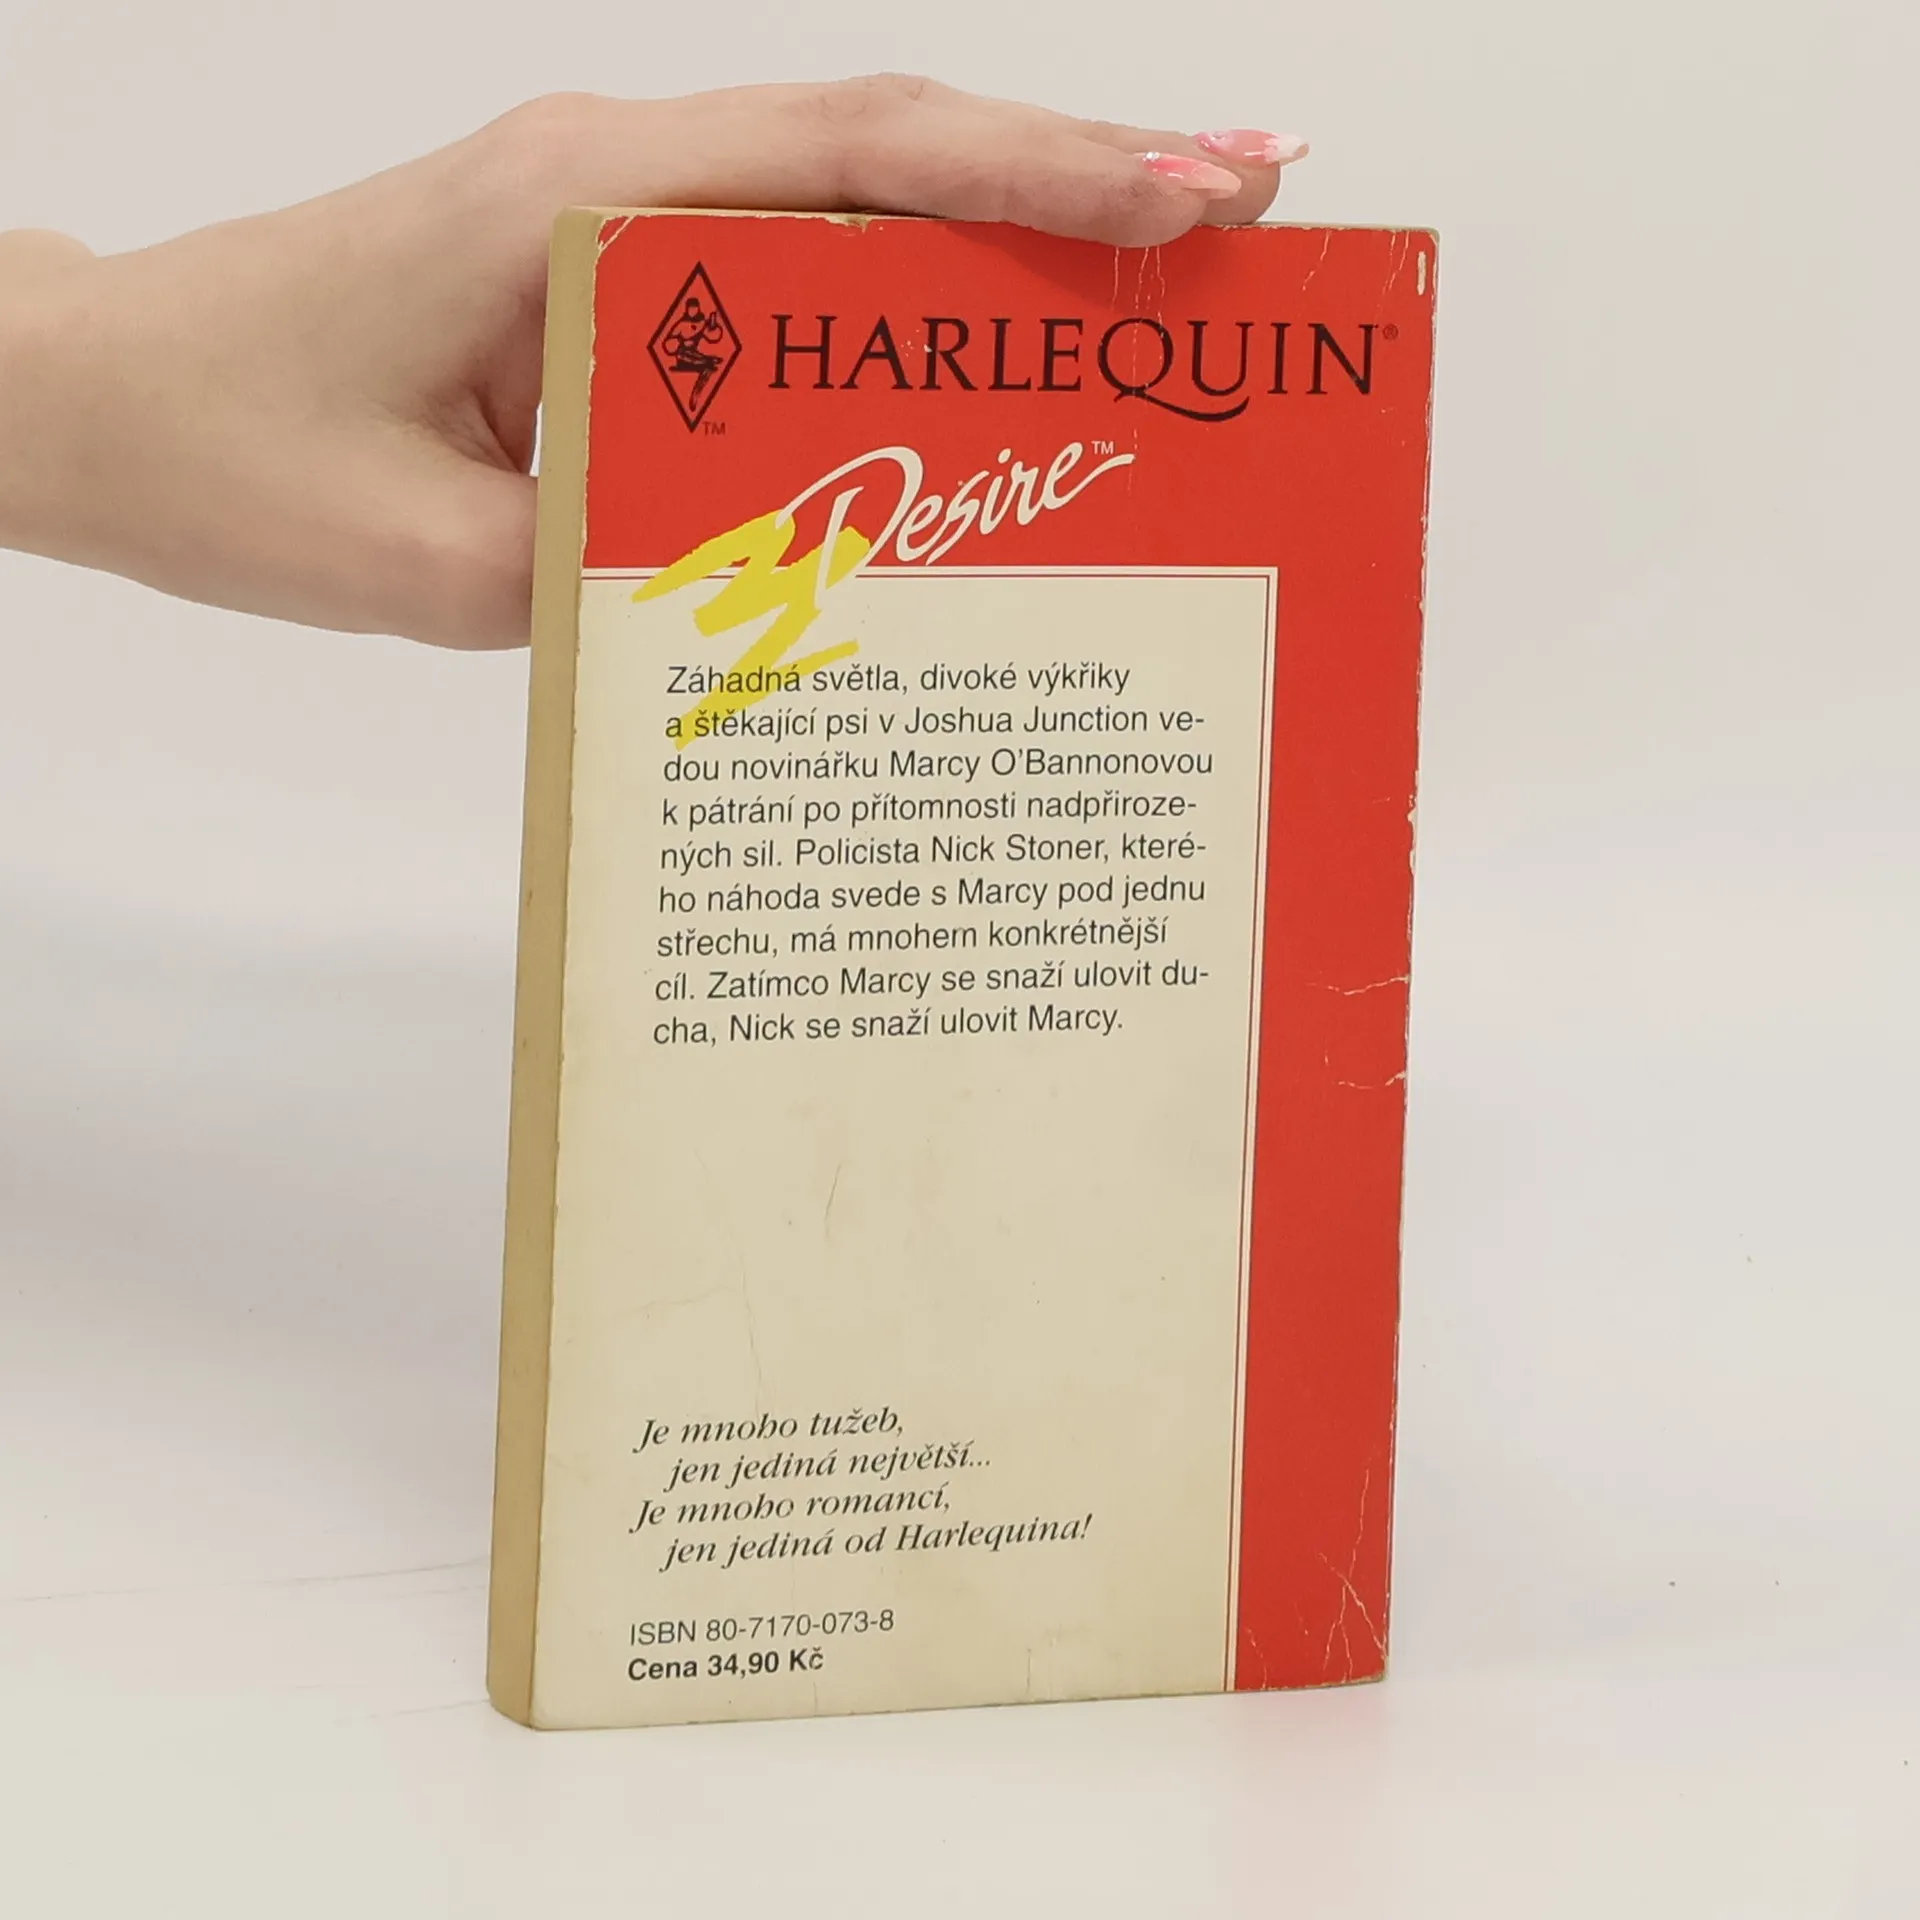 HARLEQUIN®
TM
Desire™
Záhadná světla, divoké výkřiky
a štěkající psi v Joshua Junction ve-
dou novinářku Marcy O'Bannonovou
k pátrání po přítomnosti nadpřiroze-
ných sil. Policista Nick Stoner, které-
ho náhoda svede s Marcy pod jednu
střechu, má mnohem konkrétnější
cíl. Zatímco Marcy se snaží ulovit du-
cha, Nick se snaží ulovit Marcy.
Je mnoho tužeb,
jen jediná největší...
Je mnoho romancí,
jen jediná od Harlequina!
ISBN 80-7170-073-8
Cena 34,90 Kč